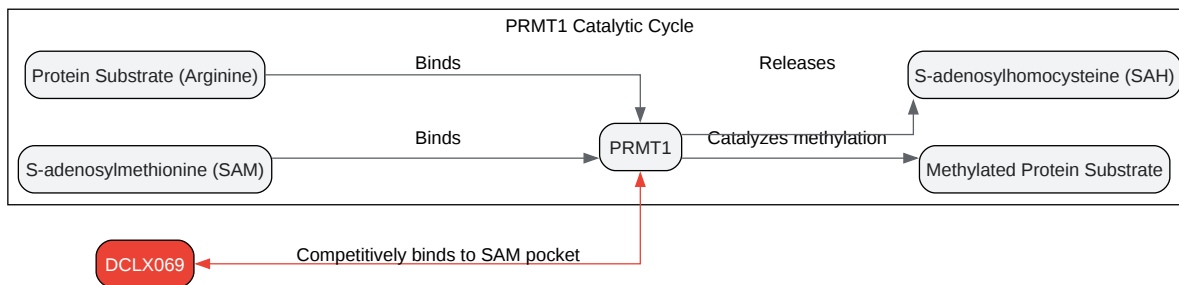 PRMT1 Catalytic Cycle
Protein Substrate (Arginine)
Binds
Releases
S-adenosylhomocysteine (SAH)
S-adenosylmethionine (SAM)
Binds
PRMT1
Catalyzes methylation
Methylated Protein Substrate
DCLX069
Competitively binds to SAM pocket